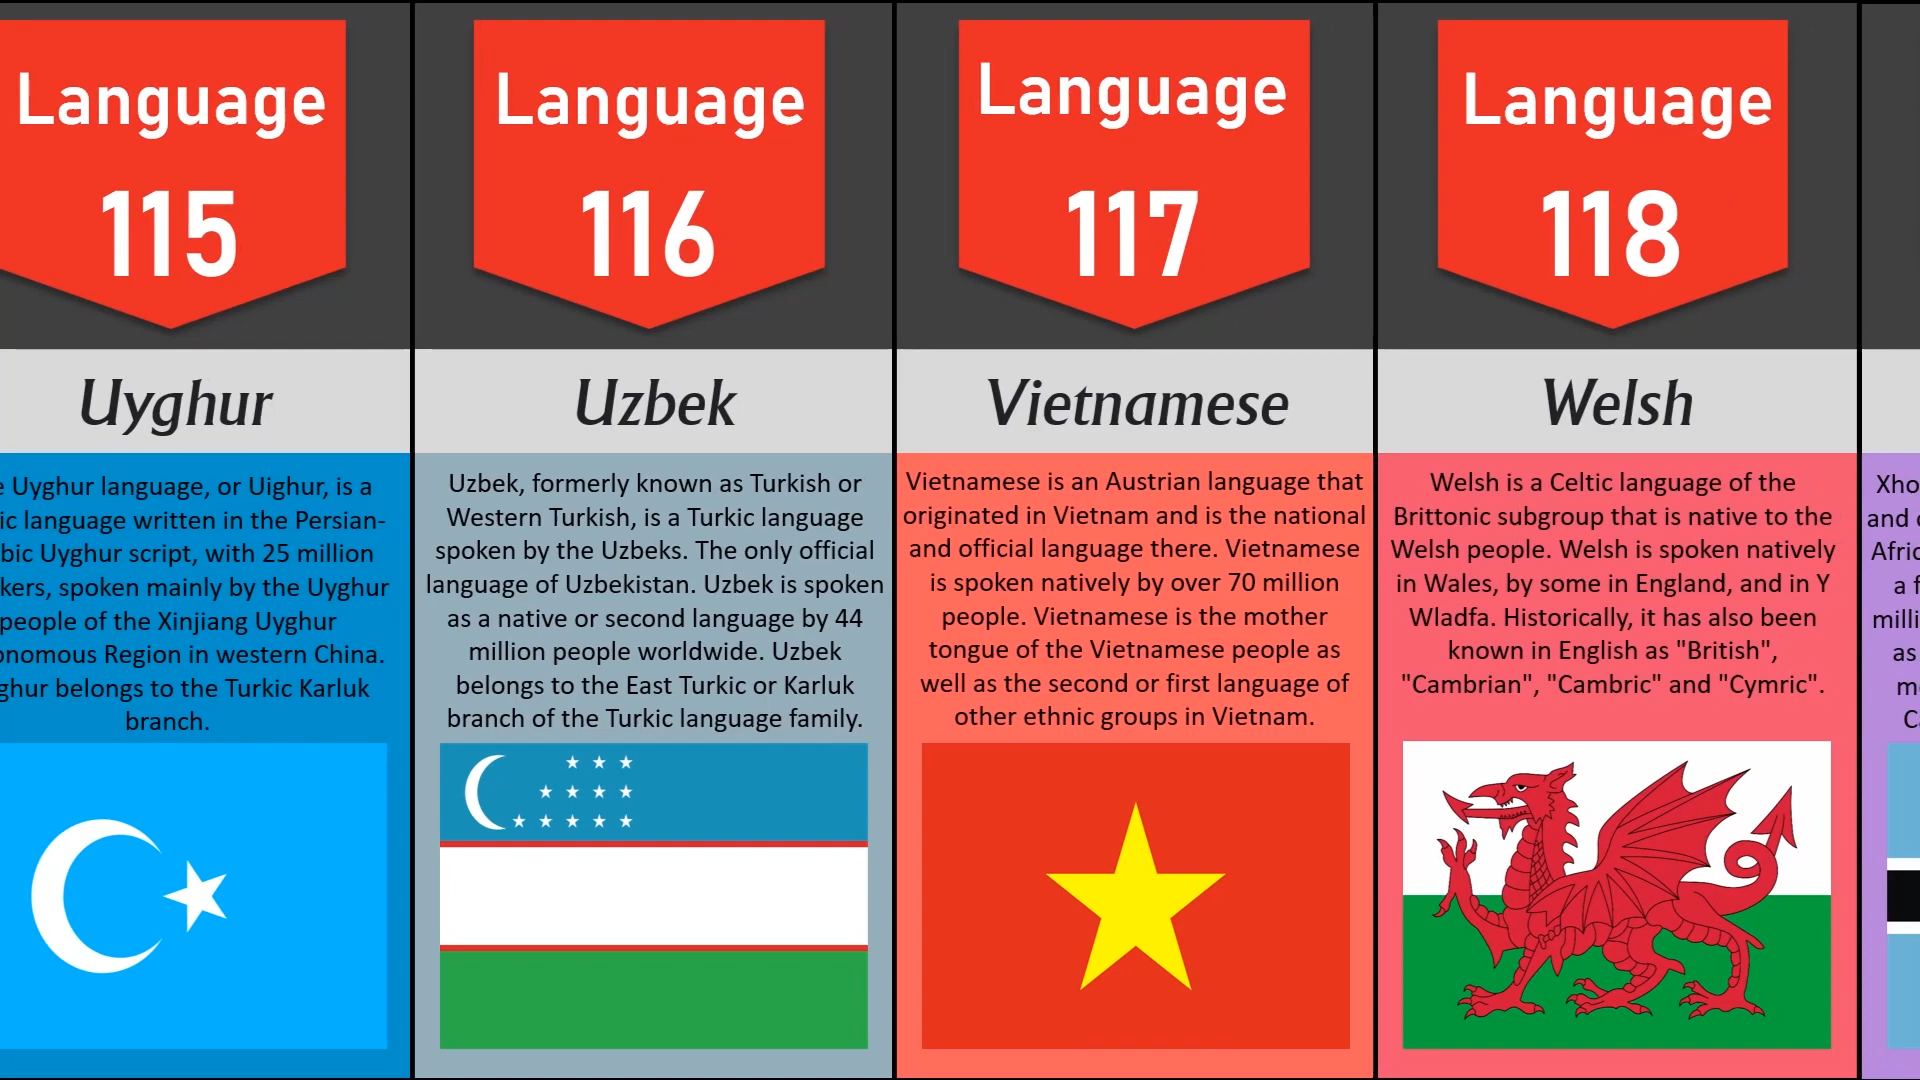 Language
115
Uyghur
Uyghur language, or Uighur, is a
language written in the Persian-
Uyghur script, with 25 million
spoken mainly by the Uyghur
people of the Xinjiang Uyghur
Region in western China.
belongs to the Turkic Karluk
branch.
Language
116
Uzbek
Uzbek, formerly known as Turkish or
Western Turkish, is a Turkic language
spoken by the Uzbeks. The only official
language of Uzbekistan. Uzbek is spoken
as a native or second language by 44
million people worldwide. Uzbek
belongs to the East Turkic or Karluk
branch of the Turkic language family.
Language
117
Vietnamese
Vietnamese is an Austrian language that
originated in Vietnam and is the national
and official language there. Vietnamese
is spoken natively by over 70 million
people. Vietnamese is the mother
tongue of the Vietnamese people as
well as the second or first language of
other ethnic groups in Vietnam.
Language
118
Welsh
Welsh is a Celtic language of the
Brittonic subgroup that is native to the
Welsh people. Welsh is spoken natively
in Wales, by some in England, and in Y
Wladfa. Historically, it has also been
known in English as "British",
"Cambrian", "Cambric" and "Cymric".
and
a
as